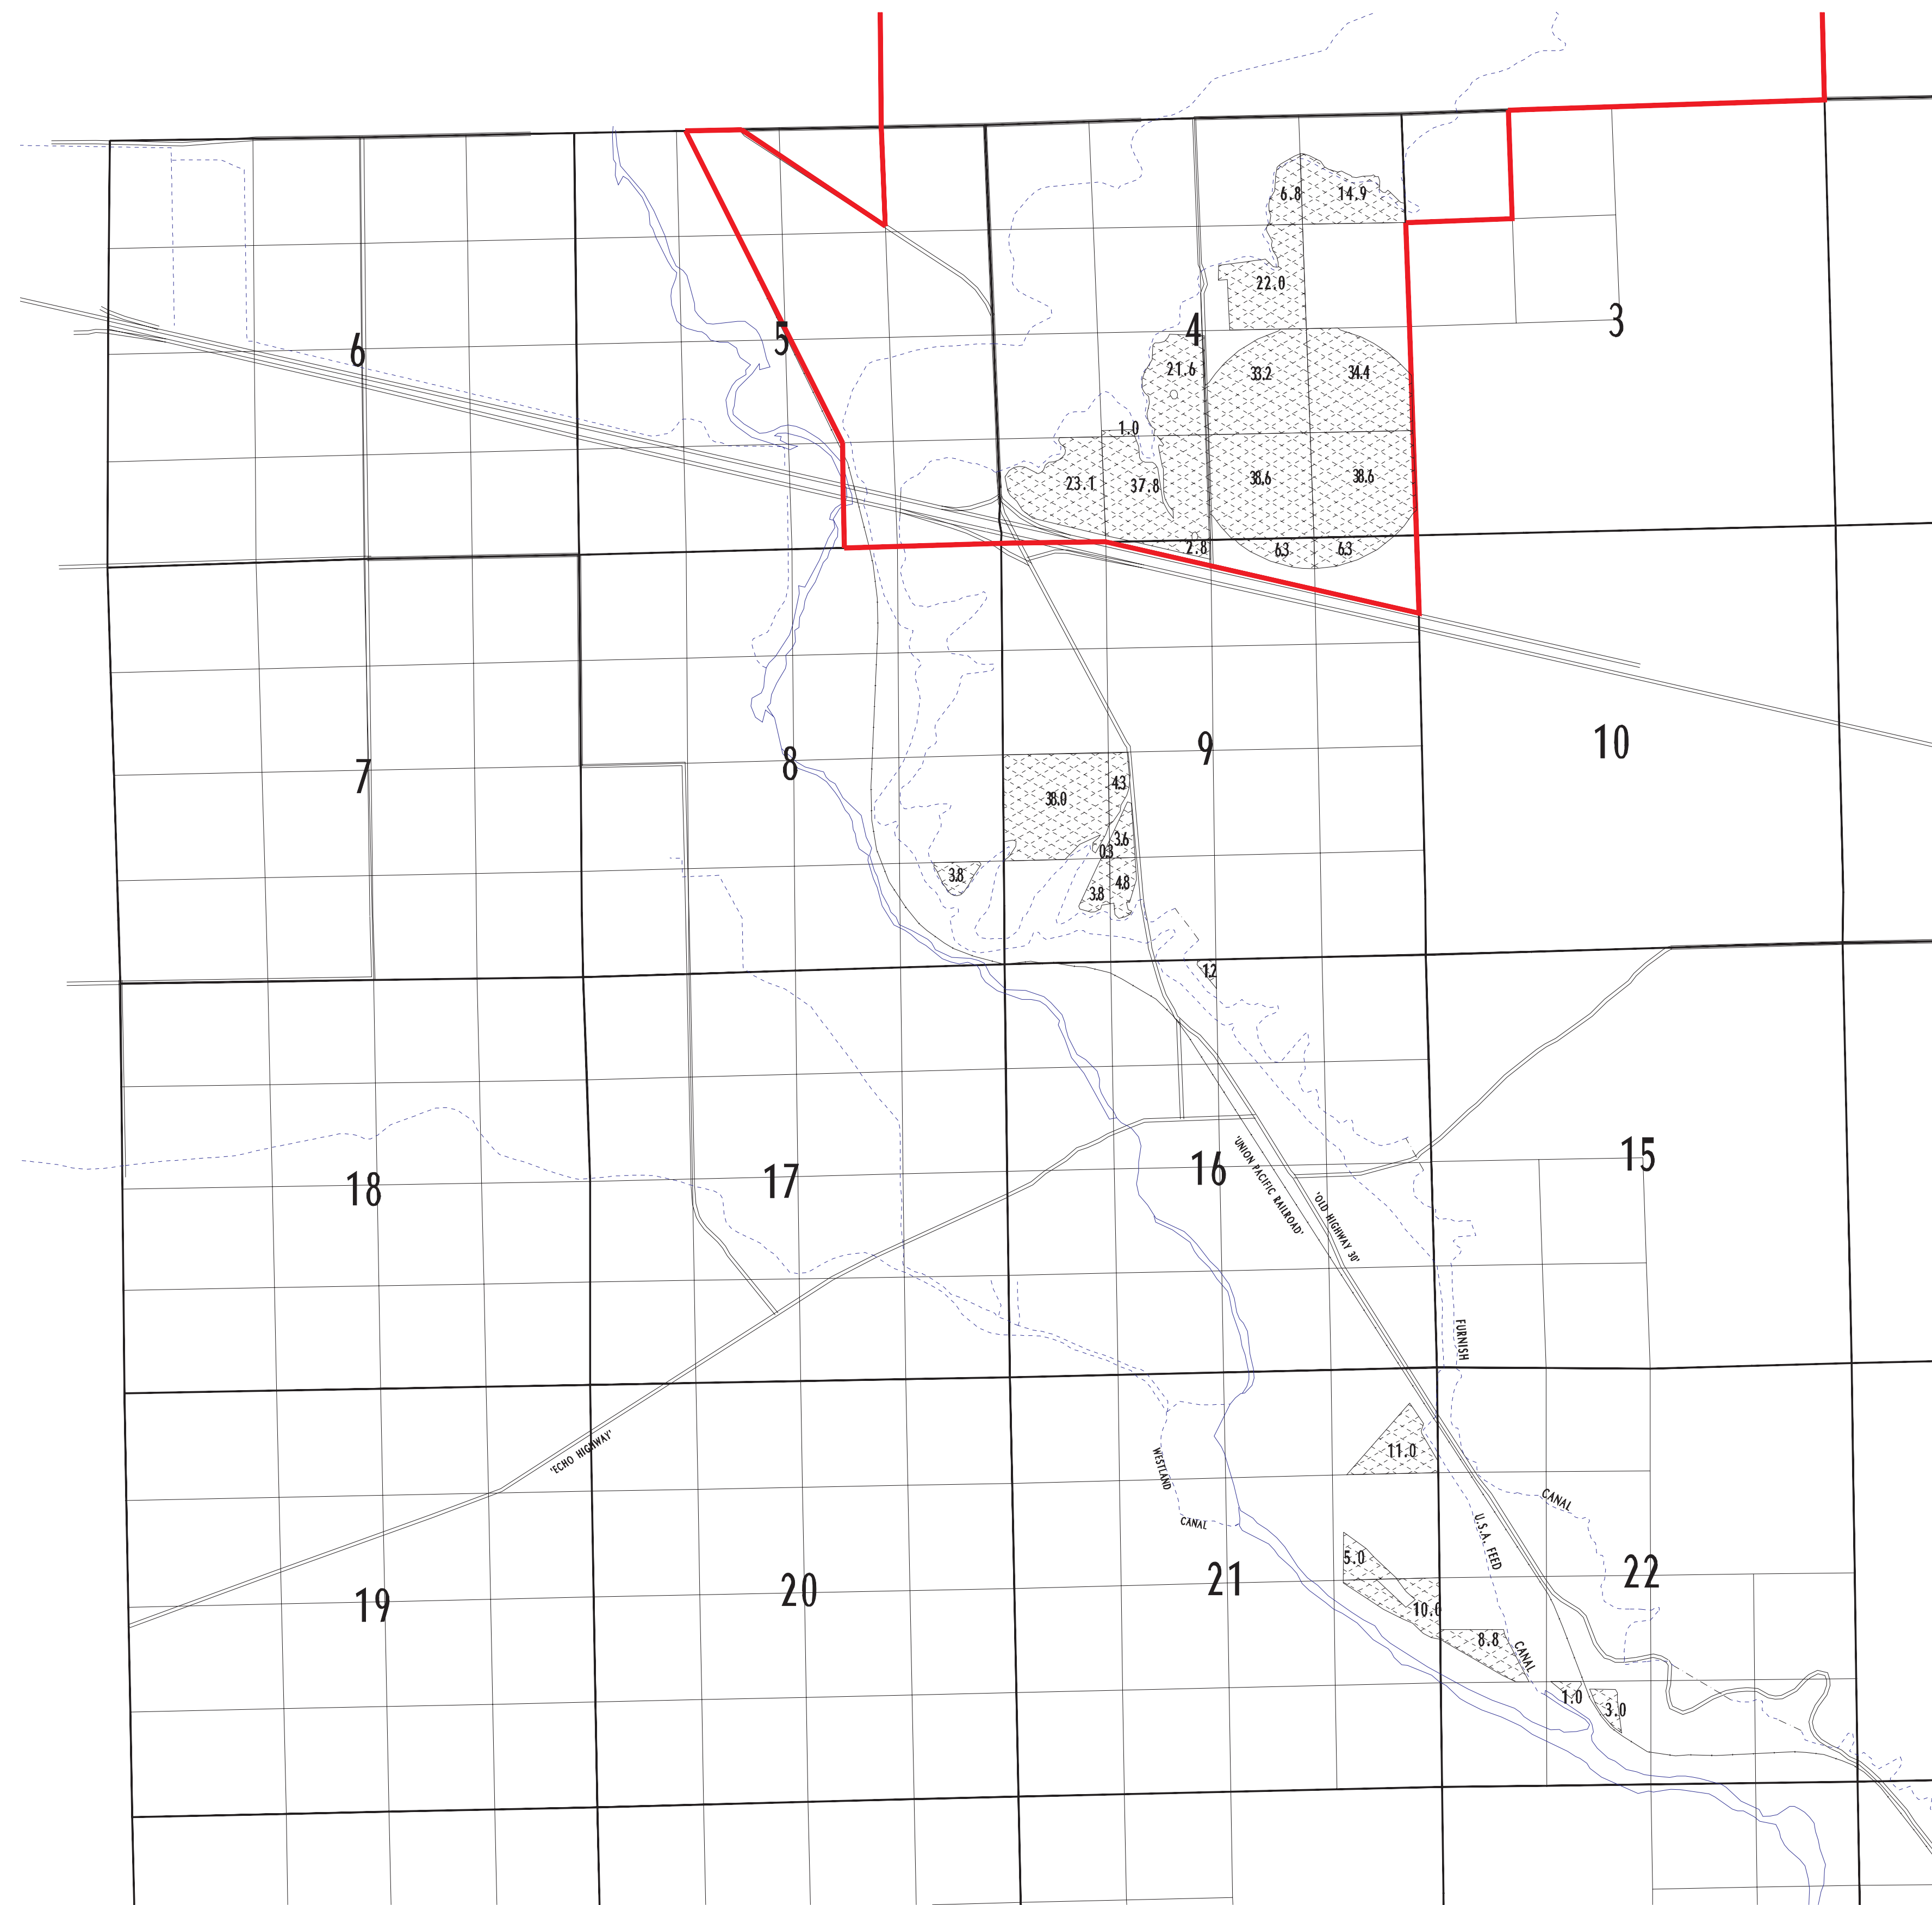 6.8 14.9
22.0
6 5 4 3
21.6 33.2 34.4
1.0
23.1 37.8 38.6 38.6
2.8 6.3 6.3
7 8 9 10
38.0 4.3
3.6
0.3
3.8 3.8 4.8
1.2
18 17 16 15
'UNION PACIFIC RAILROAD'
'OLD HIGHWAY 30'
FURNISH
'ECHO HIGHWAY'
WESTLAND
CANAL
11.0
CANAL
U.S.A. FEED
CANAL
5.0
19 20 21 22
10.6
8.8
1.0 3.0